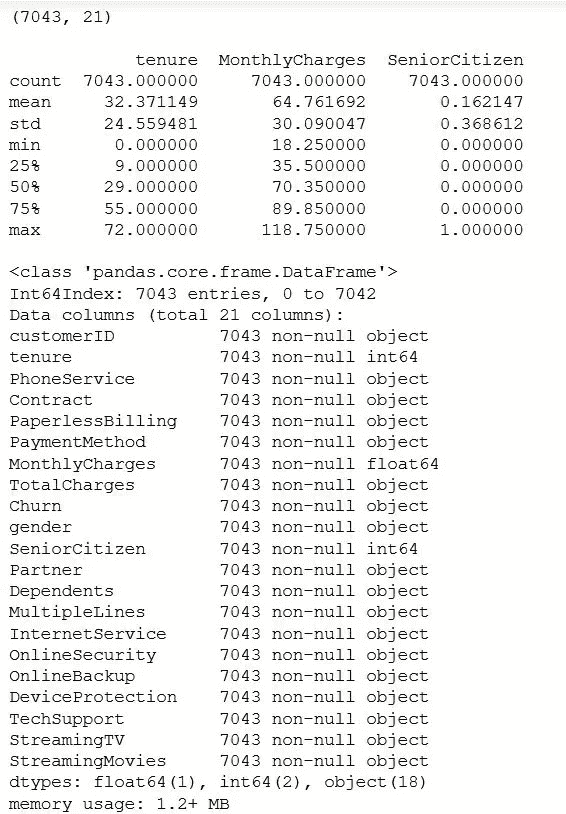 (7043, 21)
tenure MonthlyCharges SeniorCitizen
count 7043.000000 7043.000000 7043.000000
mean 32.371149 64.761692 0.162147
std 24.559481 30.090047 0.368612
min 0.000000 18.250000 0.000000
25% 9.000000 35.500000 0.000000
50% 29.000000 70.350000 0.000000
75% 55.000000 89.850000 0.000000
max 72.000000 118.750000 1.000000
<class 'pandas.core.frame.DataFrame'>
Int64Index: 7043 entries, 0 to 7042
Data columns (total 21 columns):
customerID 7043 non-null object
tenure 7043 non-null int64
PhoneService 7043 non-null object
Contract 7043 non-null object
PaperlessBilling 7043 non-null object
PaymentMethod 7043 non-null object
MonthlyCharges 7043 non-null float64
TotalCharges 7043 non-null object
Churn 7043 non-null object
gender 7043 non-null object
SeniorCitizen 7043 non-null int64
Partner 7043 non-null object
Dependents 7043 non-null object
MultipleLines 7043 non-null object
InternetService 7043 non-null object
OnlineSecurity 7043 non-null object
OnlineBackup 7043 non-null object
DeviceProtection 7043 non-null object
TechSupport 7043 non-null object
StreamingTV 7043 non-null object
StreamingMovies 7043 non-null object
dtypes: float64(1), int64(2), object(18)
memory usage: 1.2+ MB